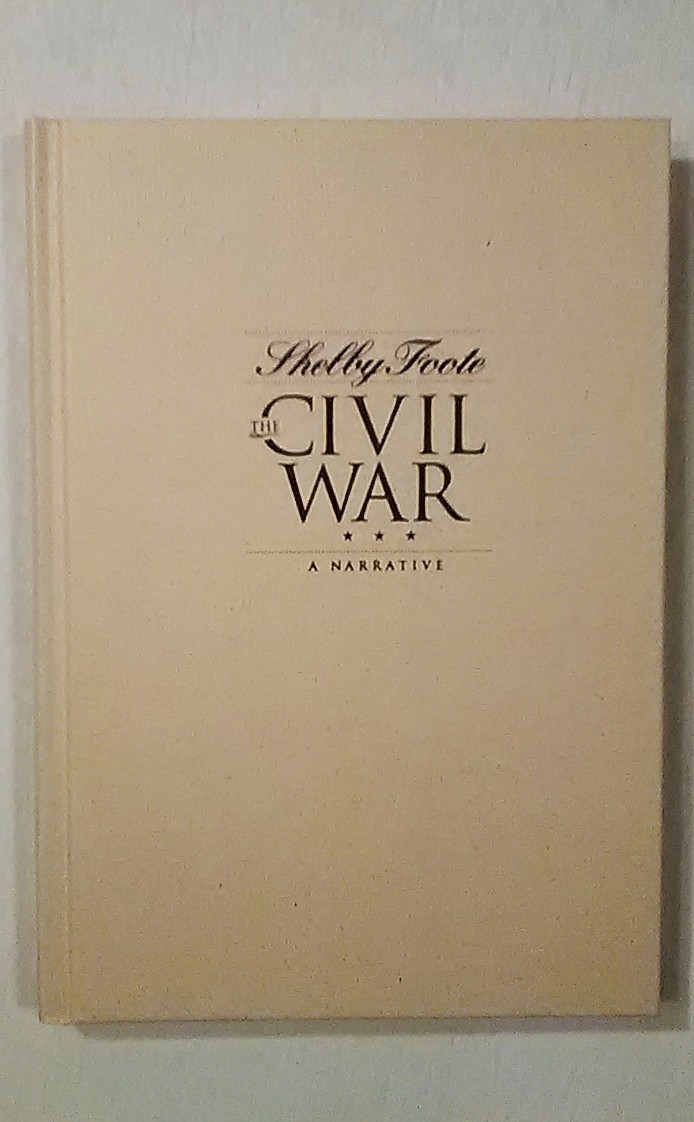 Shelby Foote
THE CIVIL
WAR
★ ★ ★
A NARRATIVE